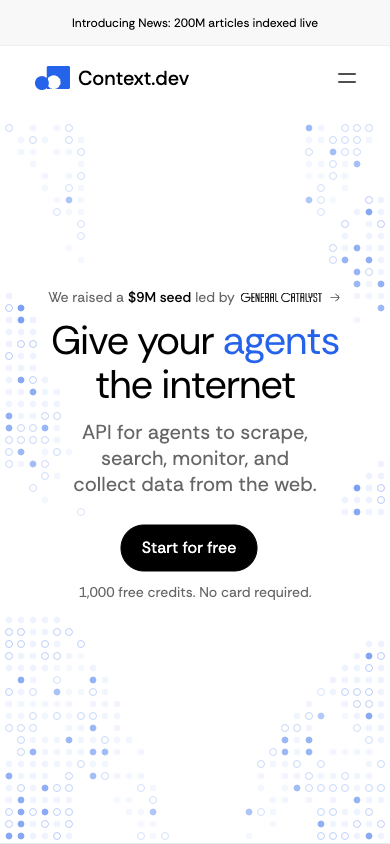 Introducing News: 200M articles indexed live
Context.dev
We raised a $9M seed led by GENERAL CATALYST →
Give your agents
the internet
API for agents to scrape,
search, monitor, and
collect data from the web.
Start for free
1,000 free credits. No card required.